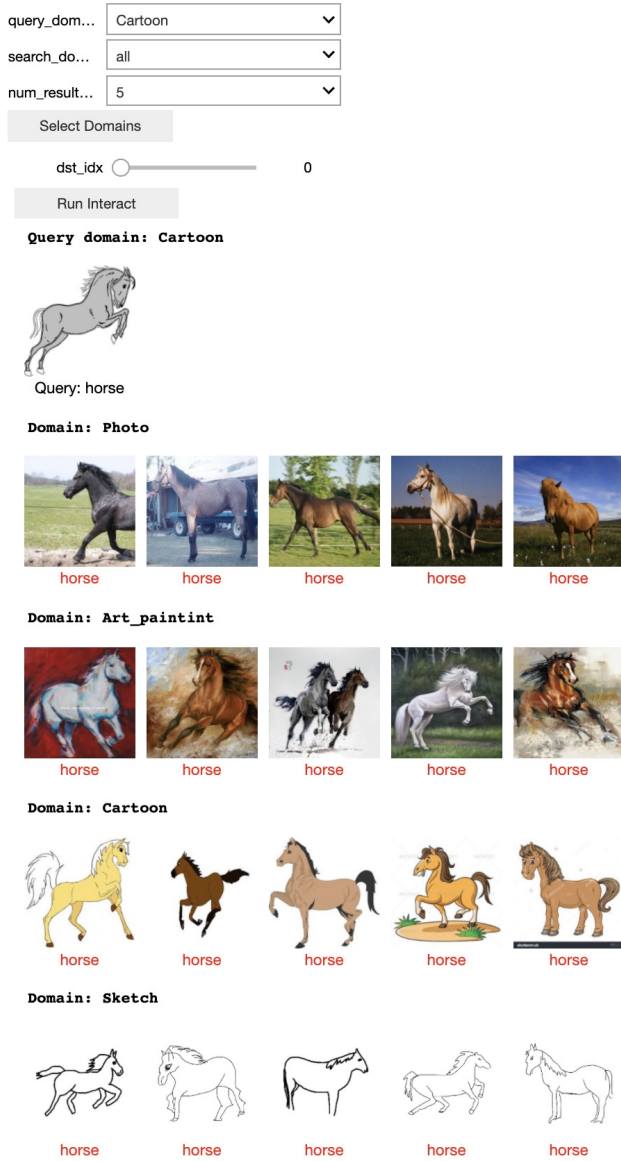 query_dom… Cartoon
search_do… all
num_result… 5
Select Domains
dst_idx 0
Run Interact
Query domain: Cartoon
Query: horse
Domain: Photo
horse horse horse horse horse
Domain: Art_paintint
horse horse horse horse horse
Domain: Cartoon
horse horse horse horse horse
Domain: Sketch
horse horse horse horse horse